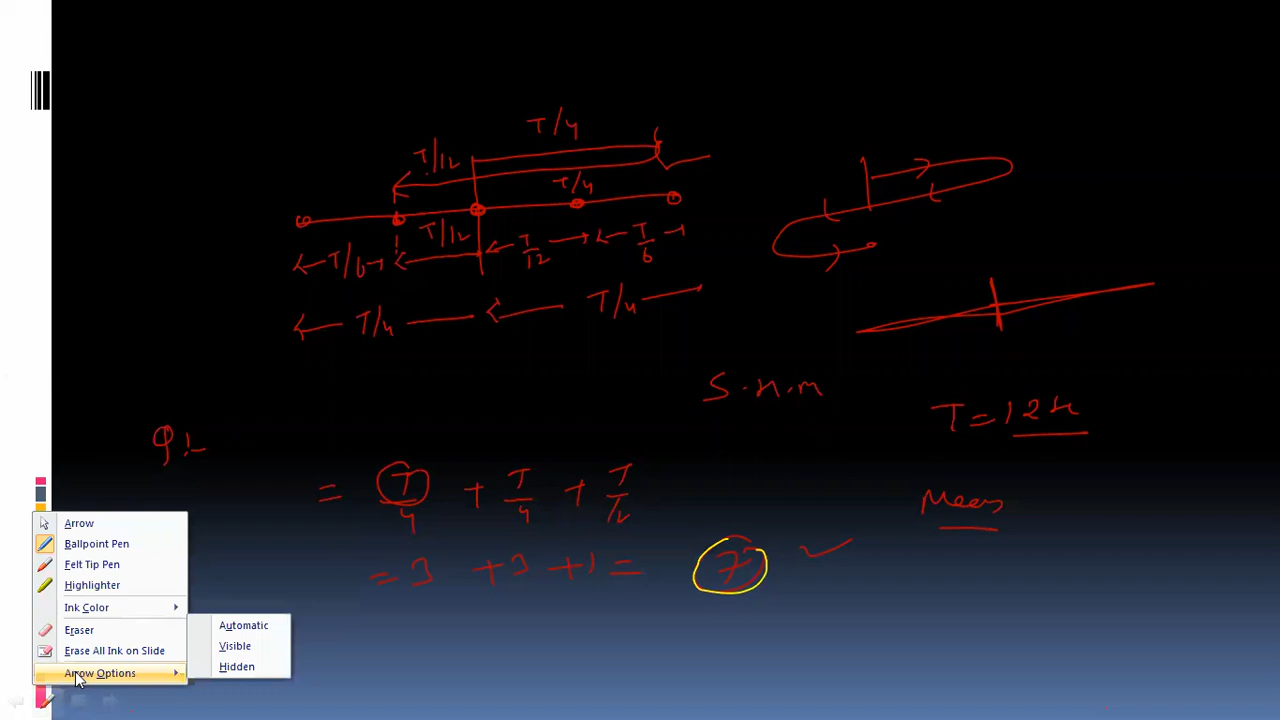 T/4
T/12
T/4
T/12
T/6
T/12
T/6
T/4
T/4
S.H.M
T=12
Q:-
= T/4 + T/4 + T/12
= 3 +3 +1 = 7
Arrow
Ballpoint Pen
Felt Tip Pen
Highlighter
Ink Color
Eraser
Erase All Ink on Slide
Arrow Options
Automatic
Visible
Hidden